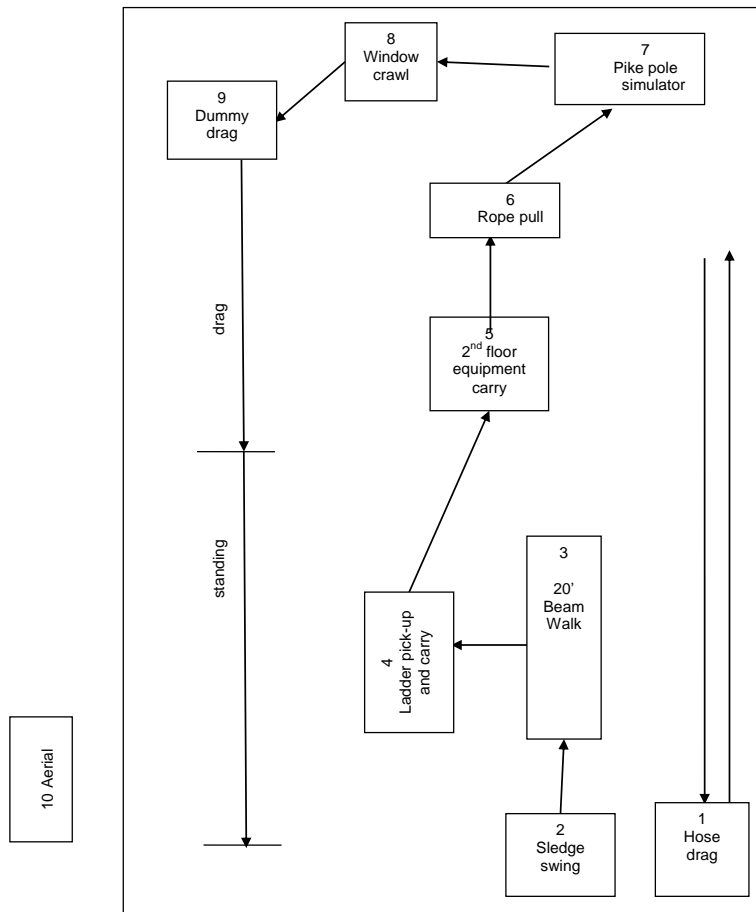 8
Window
crawl
7
Pike pole
simulator
9
Dummy
drag
6
Rope pull
drag
5
2nd floor
equipment
carry
standing
3
20’
Beam
Walk
4
Ladder pick-up
and carry
10 Aerial
2
Sledge
swing
1
Hose
drag